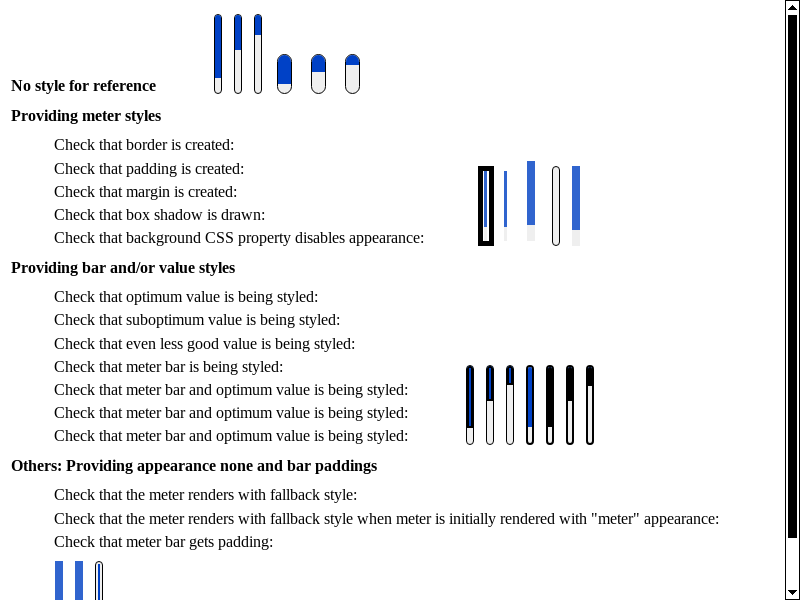 No style for reference
Providing meter styles
Check that border is created:
Check that padding is created:
Check that margin is created:
Check that box shadow is drawn:
Check that background CSS property disables appearance:
Providing bar and/or value styles
Check that optimum value is being styled:
Check that suboptimum value is being styled:
Check that even less good value is being styled:
Check that meter bar is being styled:
Check that meter bar and optimum value is being styled:
Check that meter bar and optimum value is being styled:
Check that meter bar and optimum value is being styled:
Others: Providing appearance none and bar paddings
Check that the meter renders with fallback style:
Check that the meter renders with fallback style when meter is initially rendered with "meter" appearance:
Check that meter bar gets padding: